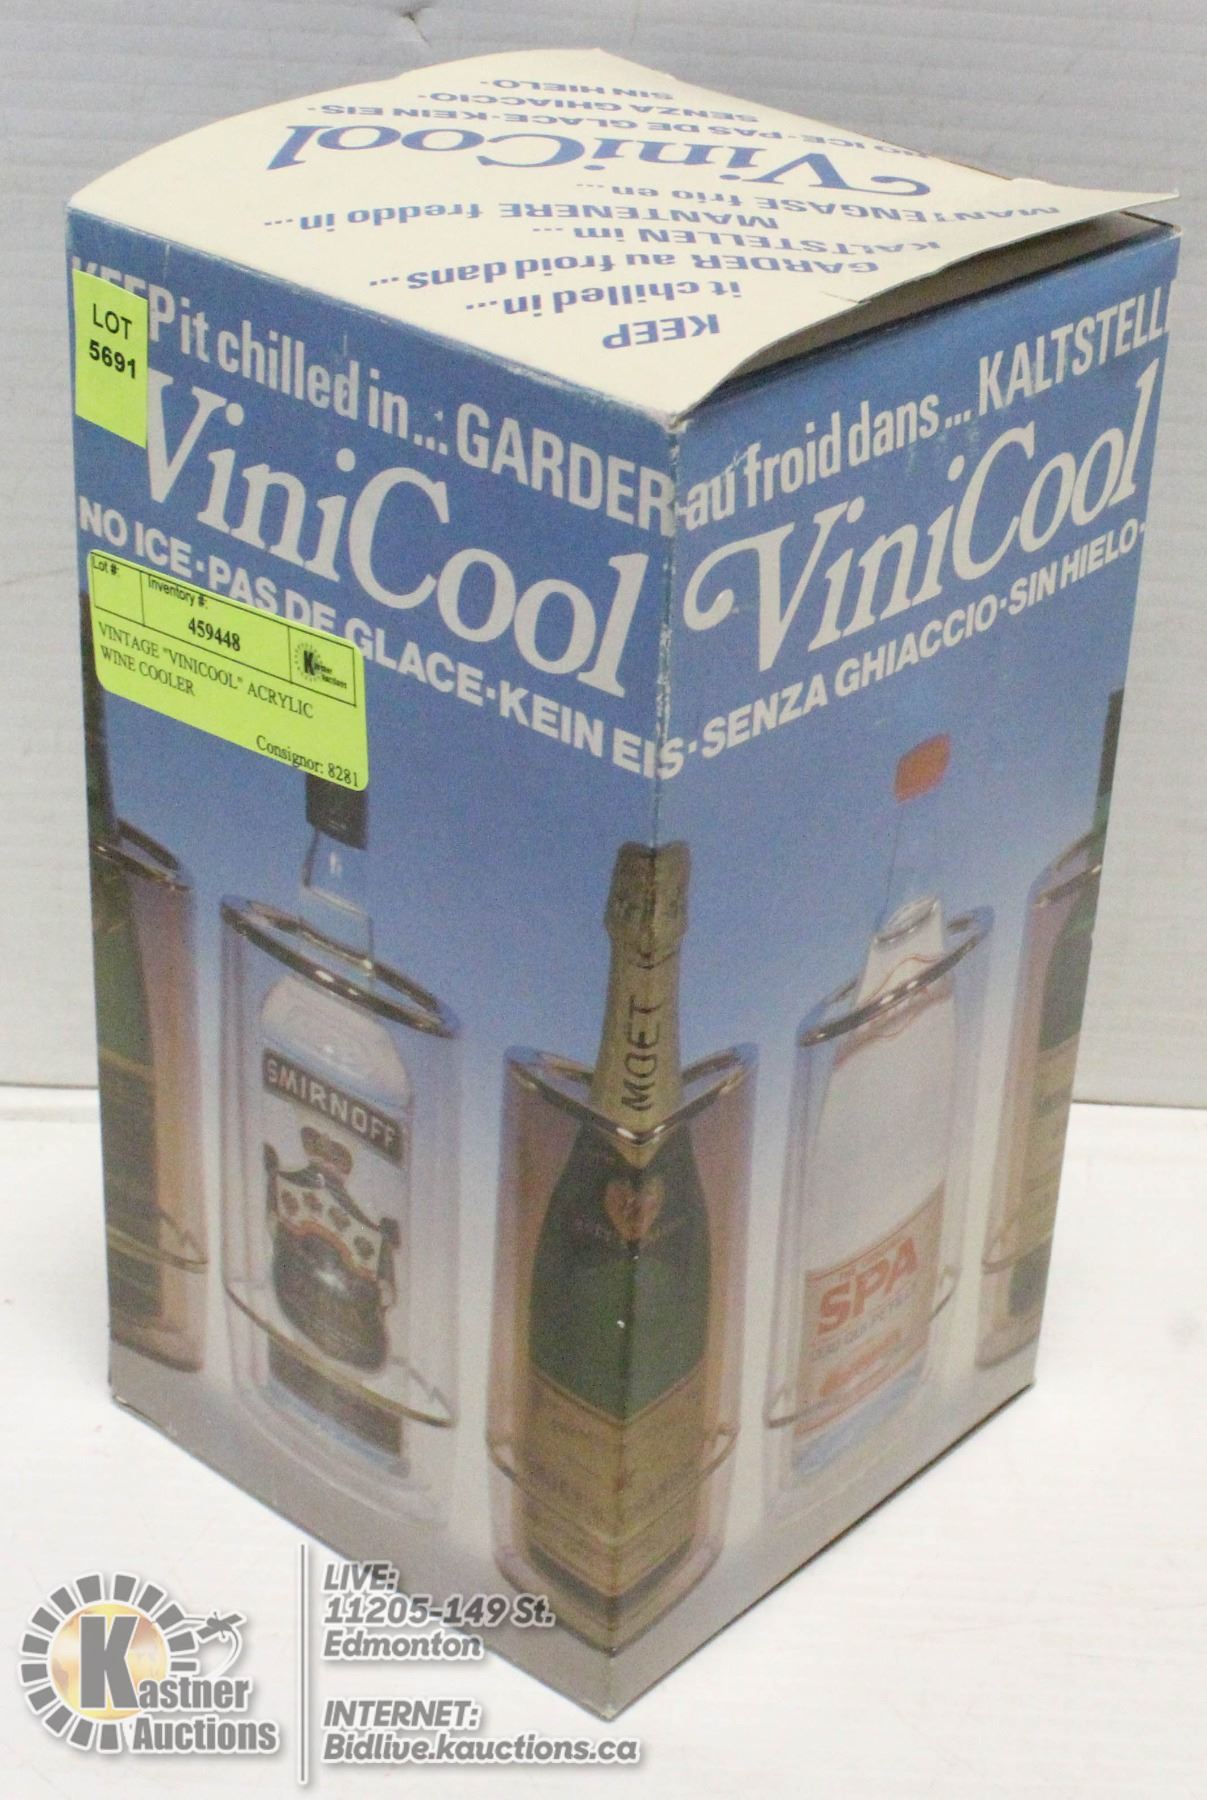 SIN HIELO·
SENZA GHIACCIO·
NO ICE·PAS DE GLACE·KEIN EIS·
ViniCool
MANTENGASE frio en ...
MANTENERE freddo in ...
KALTSTELLEN im ...
GARDER au froid dans ...
KEEP it chilled in ...
LOT
5691
KEEP it chilled in... GARDER au froid dans... KALTSTELL
ViniCool
ViniCool
NO ICE·PAS DE GLACE·KEIN EIS·SENZA GHIACCIO·SIN HIELO·
Lot #:
Inventory #:
459448
Kastner
Auctions
VINTAGE "VINICOOL" ACRYLIC
WINE COOLER
Consignor: 8281
SMIRNOFF
MOET
SPA
Kastner
Auctions
LIVE:
11205-149 St.
Edmonton
INTERNET:
Bidlive.kauctions.ca